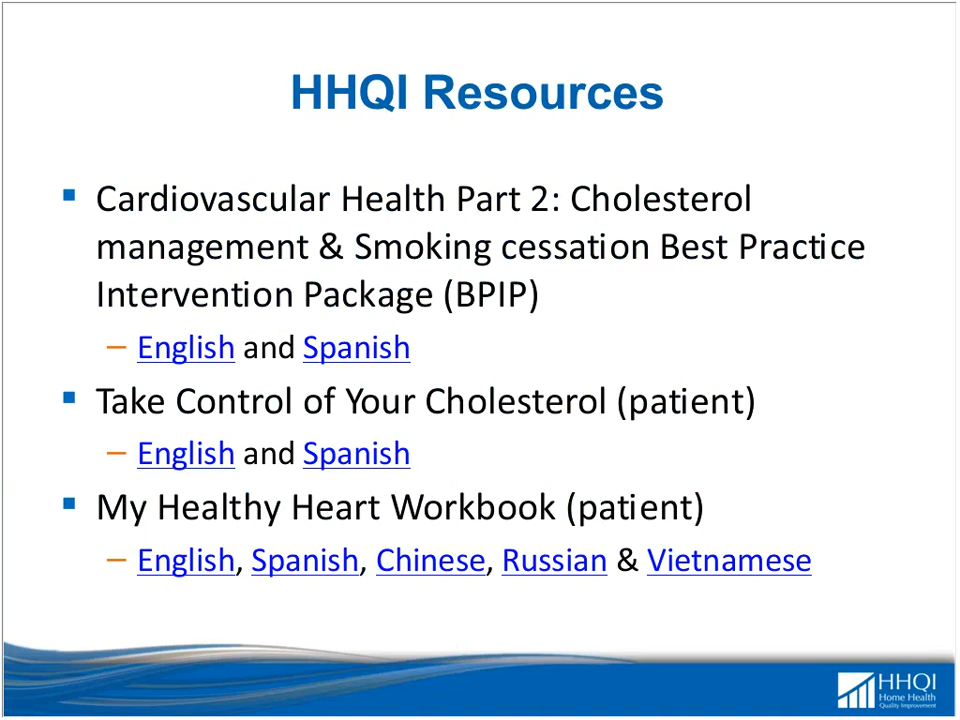 HHQI Resources
Cardiovascular Health Part 2: Cholesterol
management & Smoking cessation Best Practice
Intervention Package (BPIP)
– English and Spanish
Take Control of Your Cholesterol (patient)
– English and Spanish
My Healthy Heart Workbook (patient)
– English, Spanish, Chinese, Russian & Vietnamese
HHQI
Home Health
Quality Improvement